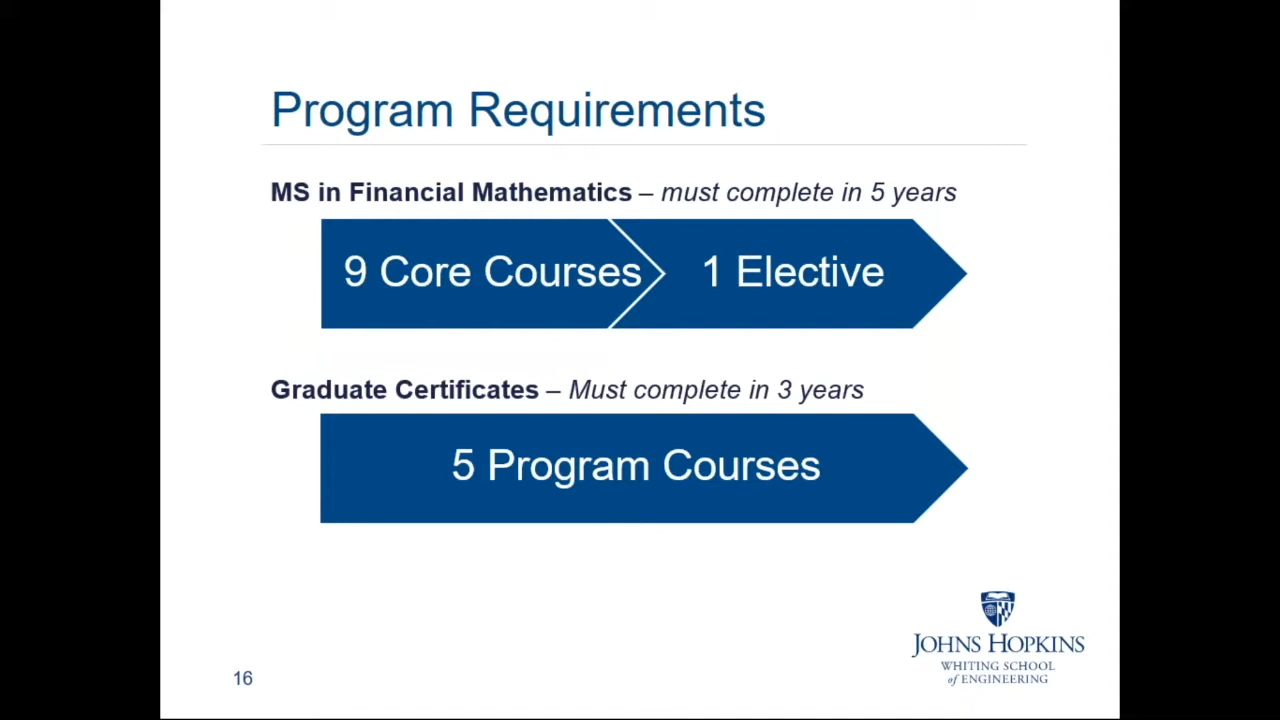 Program Requirements
MS in Financial Mathematics – must complete in 5 years
9 Core Courses
1 Elective
Graduate Certificates – Must complete in 3 years
5 Program Courses
JOHNS HOPKINS
WHITING SCHOOL
of ENGINEERING
16